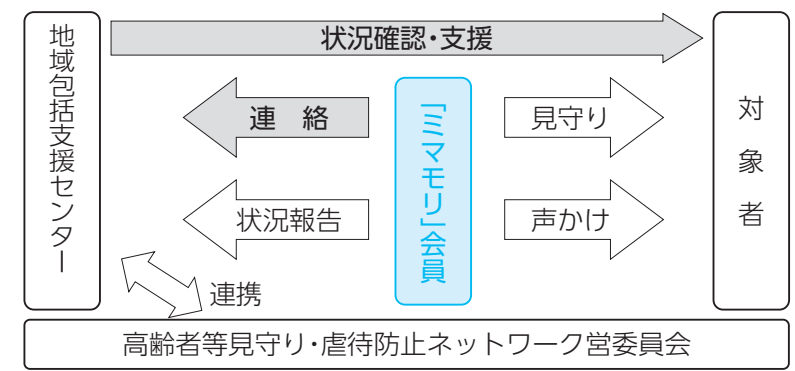 地域包括支援センター
状況確認・支援
連絡
状況報告
「ミマモリ」会員
見守り
声かけ
対象者
連携
高齢者等見守り・虐待防止ネットワーク営委員会